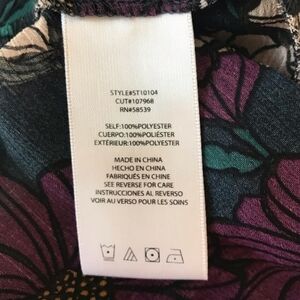 STYLE#ST10104
CUT#107968
RN#58539
SELF:100%POLYESTER
CUERPO:100%POLIÉSTER
EXTÉRIEUR:100%POLYESTER
MADE IN CHINA
HECHO EN CHINA
FABRIQUÉS EN CHINE
SEE REVERSE FOR CARE
INSTRUCCIONES AL REVERSO
VOIR AU VERSO POUR LES SOINS